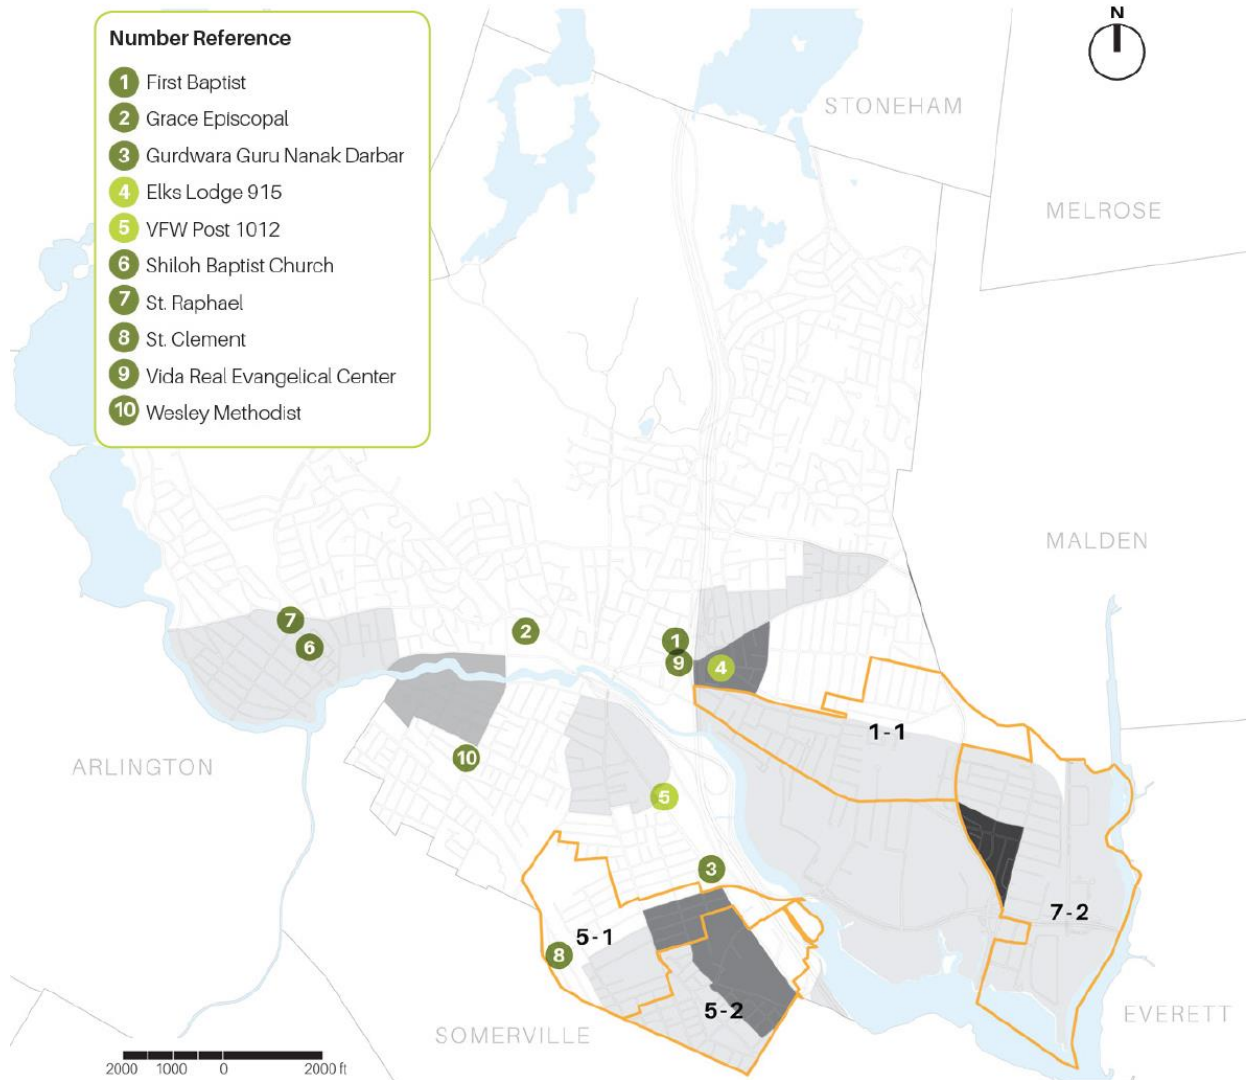 Number Reference
1 First Baptist
2 Grace Episcopal
3 Gurdwara Guru Nanak Darbar
4 Elks Lodge 915
5 VFW Post 1012
6 Shiloh Baptist Church
7 St. Raphael
8 St. Clement
9 Vida Real Evangelical Center
10 Wesley Methodist
N
STONEHAM
MELROSE
MALDEN
7
6
2
1
9
4
1-1
10
ARLINGTON
5
3
7-2
5-1
8
5-2
EVERETT
SOMERVILLE
2000 1000 0 2000 ft